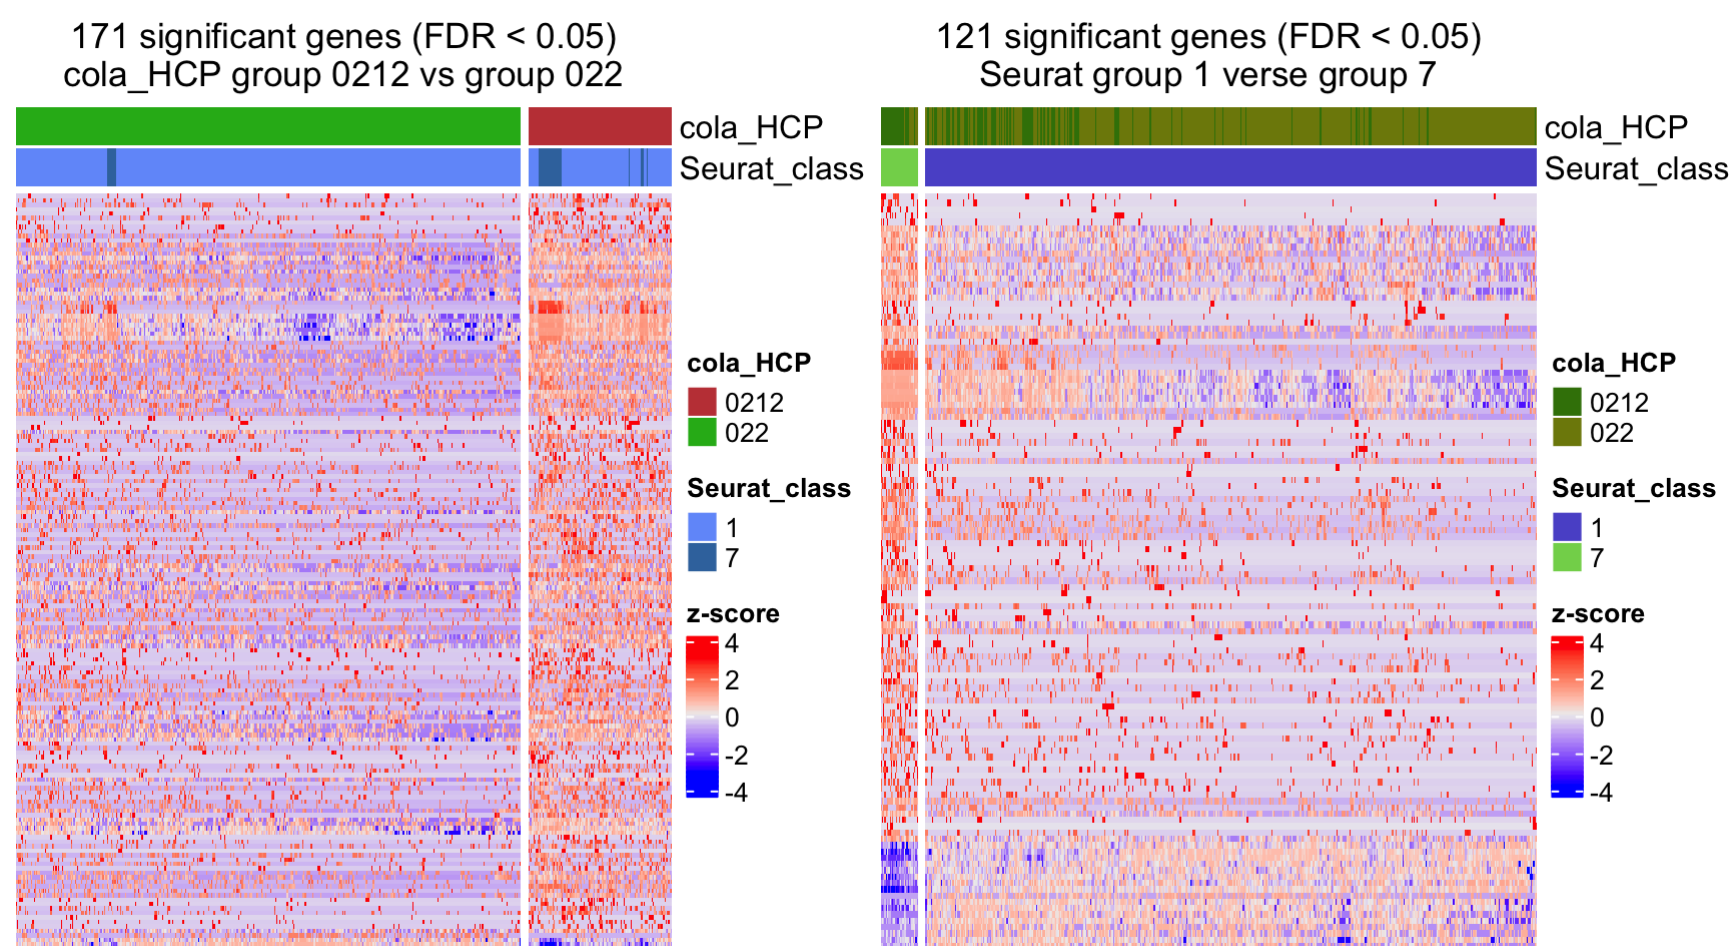 171 significant genes (FDR < 0.05)
cola_HCP group 0212 vs group 022
cola_HCP
Seurat_class
cola_HCP
0212
022
Seurat_class
1
7
z-score
4
2
0
-2
-4
121 significant genes (FDR < 0.05)
Seurat group 1 verse group 7
cola_HCP
Seurat_class
cola_HCP
0212
022
Seurat_class
1
7
z-score
4
2
0
-2
-4